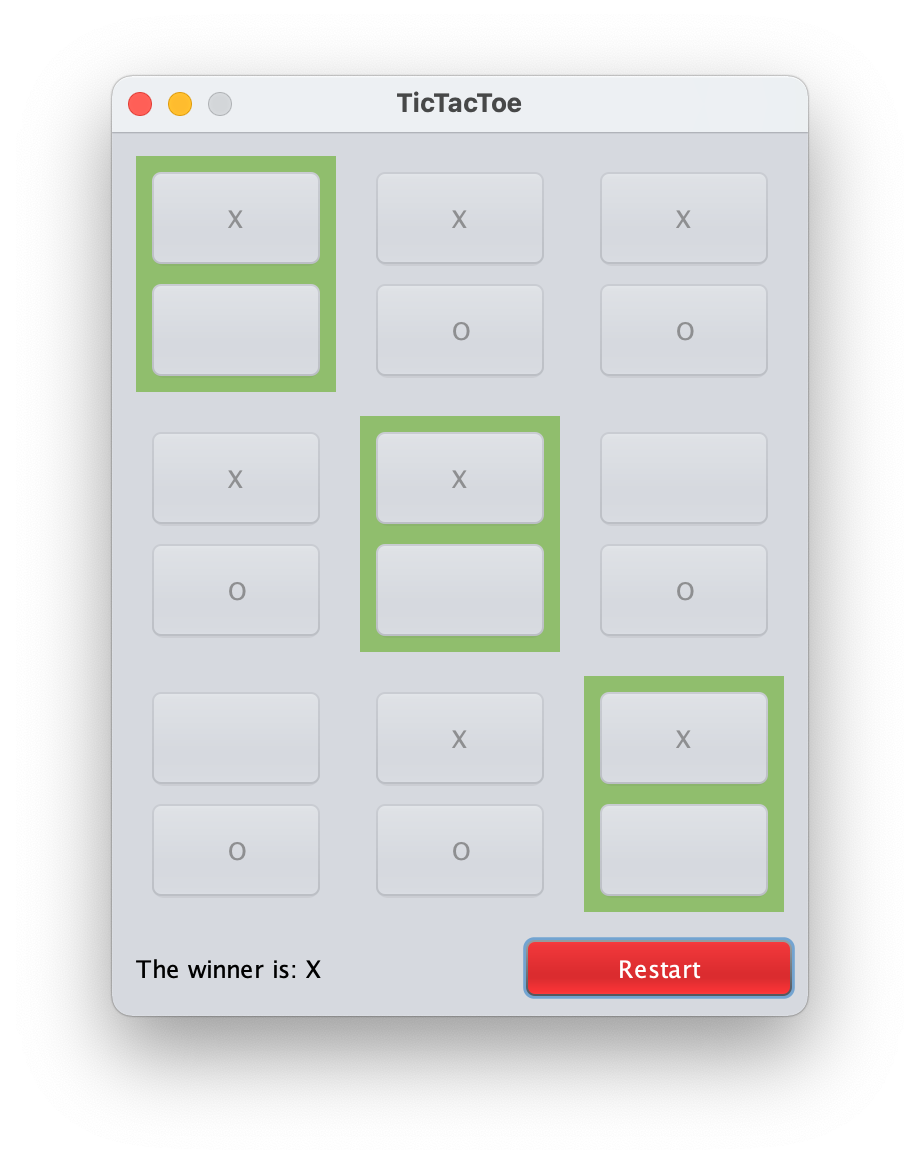 TicTacToe
X X X
O O
X X
O O
X X
O O
The winner is: X Restart